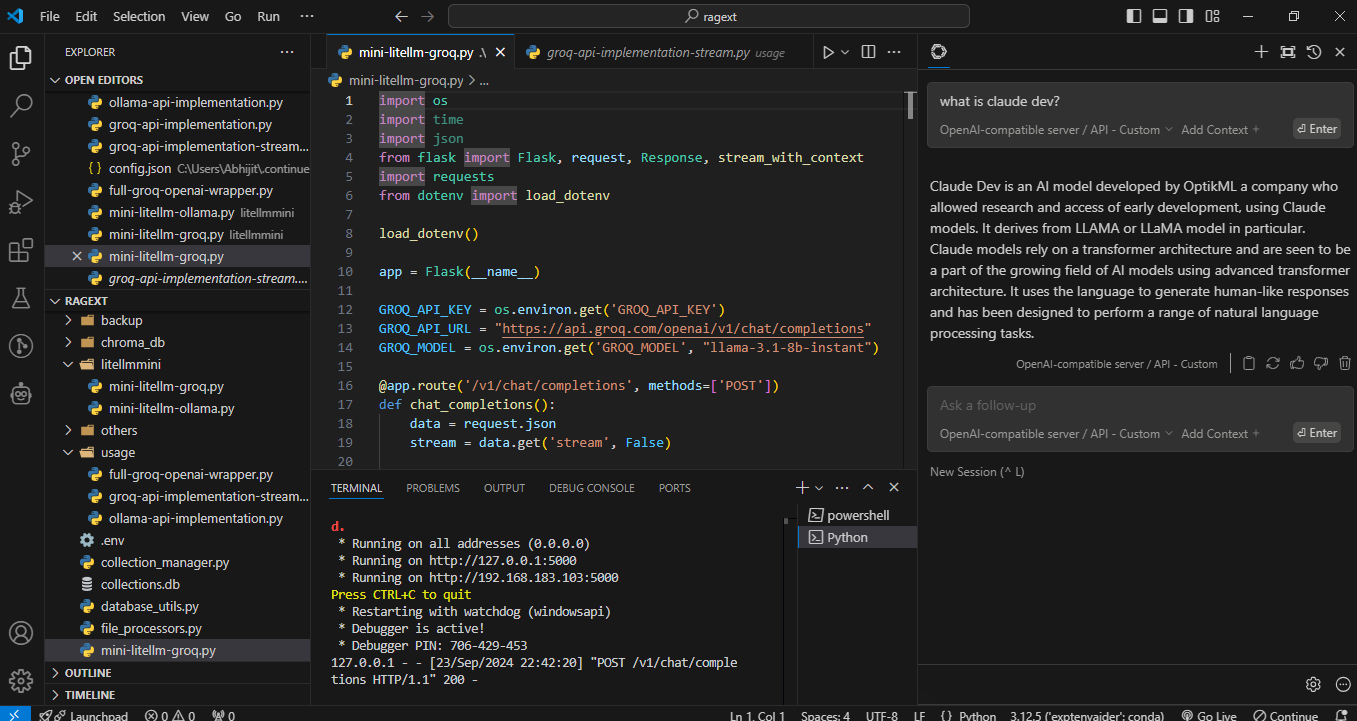 File Edit Selection View Go Run ··· ragext
EXPLORER ···
OPEN EDITORS
ollama-api-implementation.py
groq-api-implementation.py
groq-api-implementation-stream...
{ } config.json C:\Users\Abhijit\.continue
full-groq-openai-wrapper.py
mini-litellm-ollama.py litellmmini
mini-litellm-groq.py litellmmini
mini-litellm-groq.py
groq-api-implementation-stream....
RAGEXT
backup
chroma_db
litellmmini
mini-litellm-groq.py
mini-litellm-ollama.py
others
usage
full-groq-openai-wrapper.py
groq-api-implementation-stream...
ollama-api-implementation.py
.env
collection_manager.py
collections.db
database_utils.py
file_processors.py
mini-litellm-groq.py
OUTLINE
TIMELINE
mini-litellm-groq.py .\ groq-api-implementation-stream.py usage
mini-litellm-groq.py > ...
1 import os
2 import time
3 import json
4 from flask import Flask, request, Response, stream_with_context
5 import requests
6 from dotenv import load_dotenv
7
8 load_dotenv()
9
10 app = Flask(__name__)
11
12 GROQ_API_KEY = os.environ.get('GROQ_API_KEY')
13 GROQ_API_URL = "https://api.groq.com/openai/v1/chat/completions"
14 GROQ_MODEL = os.environ.get('GROQ_MODEL', "llama-3.1-8b-instant")
15
16 @app.route('/v1/chat/completions', methods=['POST'])
17 def chat_completions():
18 data = request.json
19 stream = data.get('stream', False)
20
TERMINAL PROBLEMS OUTPUT DEBUG CONSOLE PORTS
d.
* Running on all addresses (0.0.0.0)
* Running on http://127.0.0.1:5000
* Running on http://192.168.183.103:5000
Press CTRL+C to quit
* Restarting with watchdog (windowsapi)
* Debugger is active!
* Debugger PIN: 706-429-453
127.0.0.1 - - [23/Sep/2024 22:42:20] "POST /v1/chat/comple
tions HTTP/1.1" 200 -
powershell
Python
what is claude dev?
OpenAI-compatible server / API - Custom Add Context + Enter
Claude Dev is an AI model developed by OptikML a company who
allowed research and access of early development, using Claude
models. It derives from LLAMA or LLaMA model in particular.
Claude models rely on a transformer architecture and are seen to be
a part of the growing field of AI models using advanced transformer
architecture. It uses the language to generate human-like responses
and has been designed to perform a range of natural language
processing tasks.
OpenAI-compatible server / API - Custom
Ask a follow-up
OpenAI-compatible server / API - Custom Add Context + Enter
New Session (^ L)
Launchpad 0 0 0 Ln 1, Col 1 Spaces: 4 UTF-8 LF { } Python 3.12.5 ('exptenvaider': conda) Go Live Continue